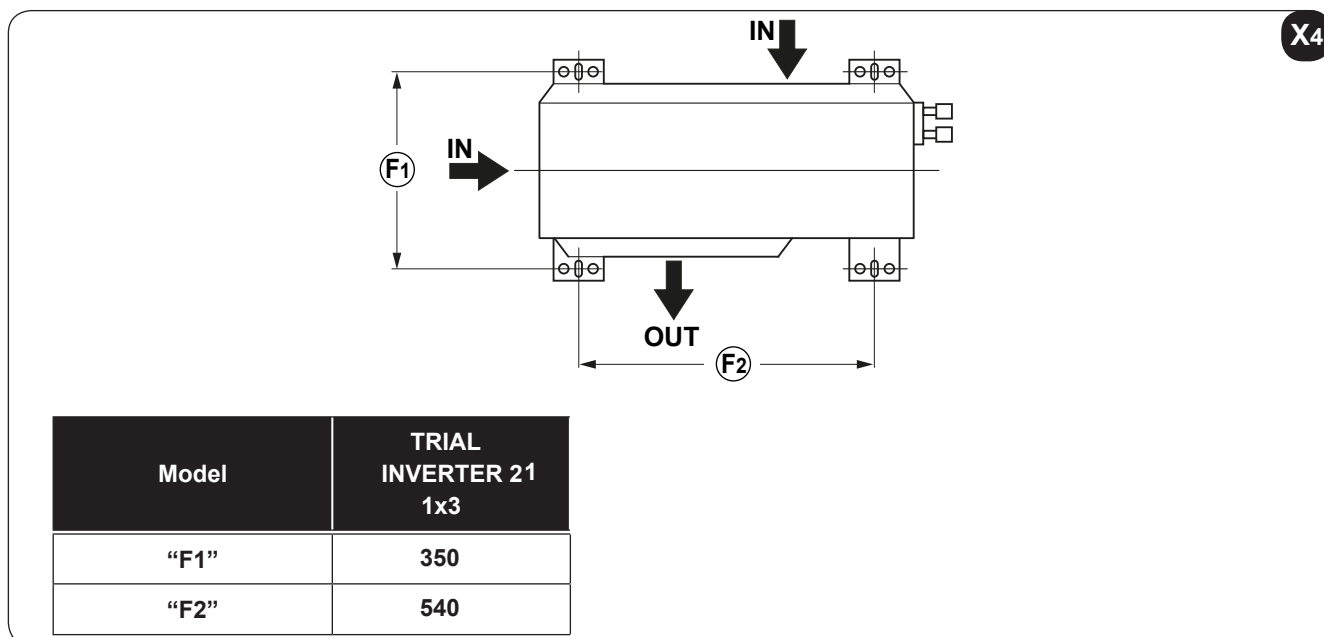 X4
IN
IN
F1
OUT
F2
Model
TRIAL
INVERTER 21
1x3
“F1”
350
“F2”
540